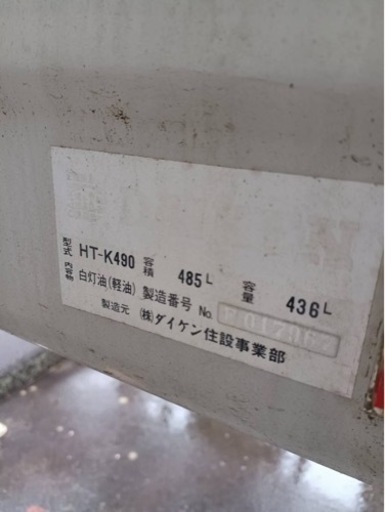 型式 HT-K490 容積 485L 容量 436L
内容物 白灯油(軽油) 製造番号 No.
製造元 ㈱ダイケン住設事業部